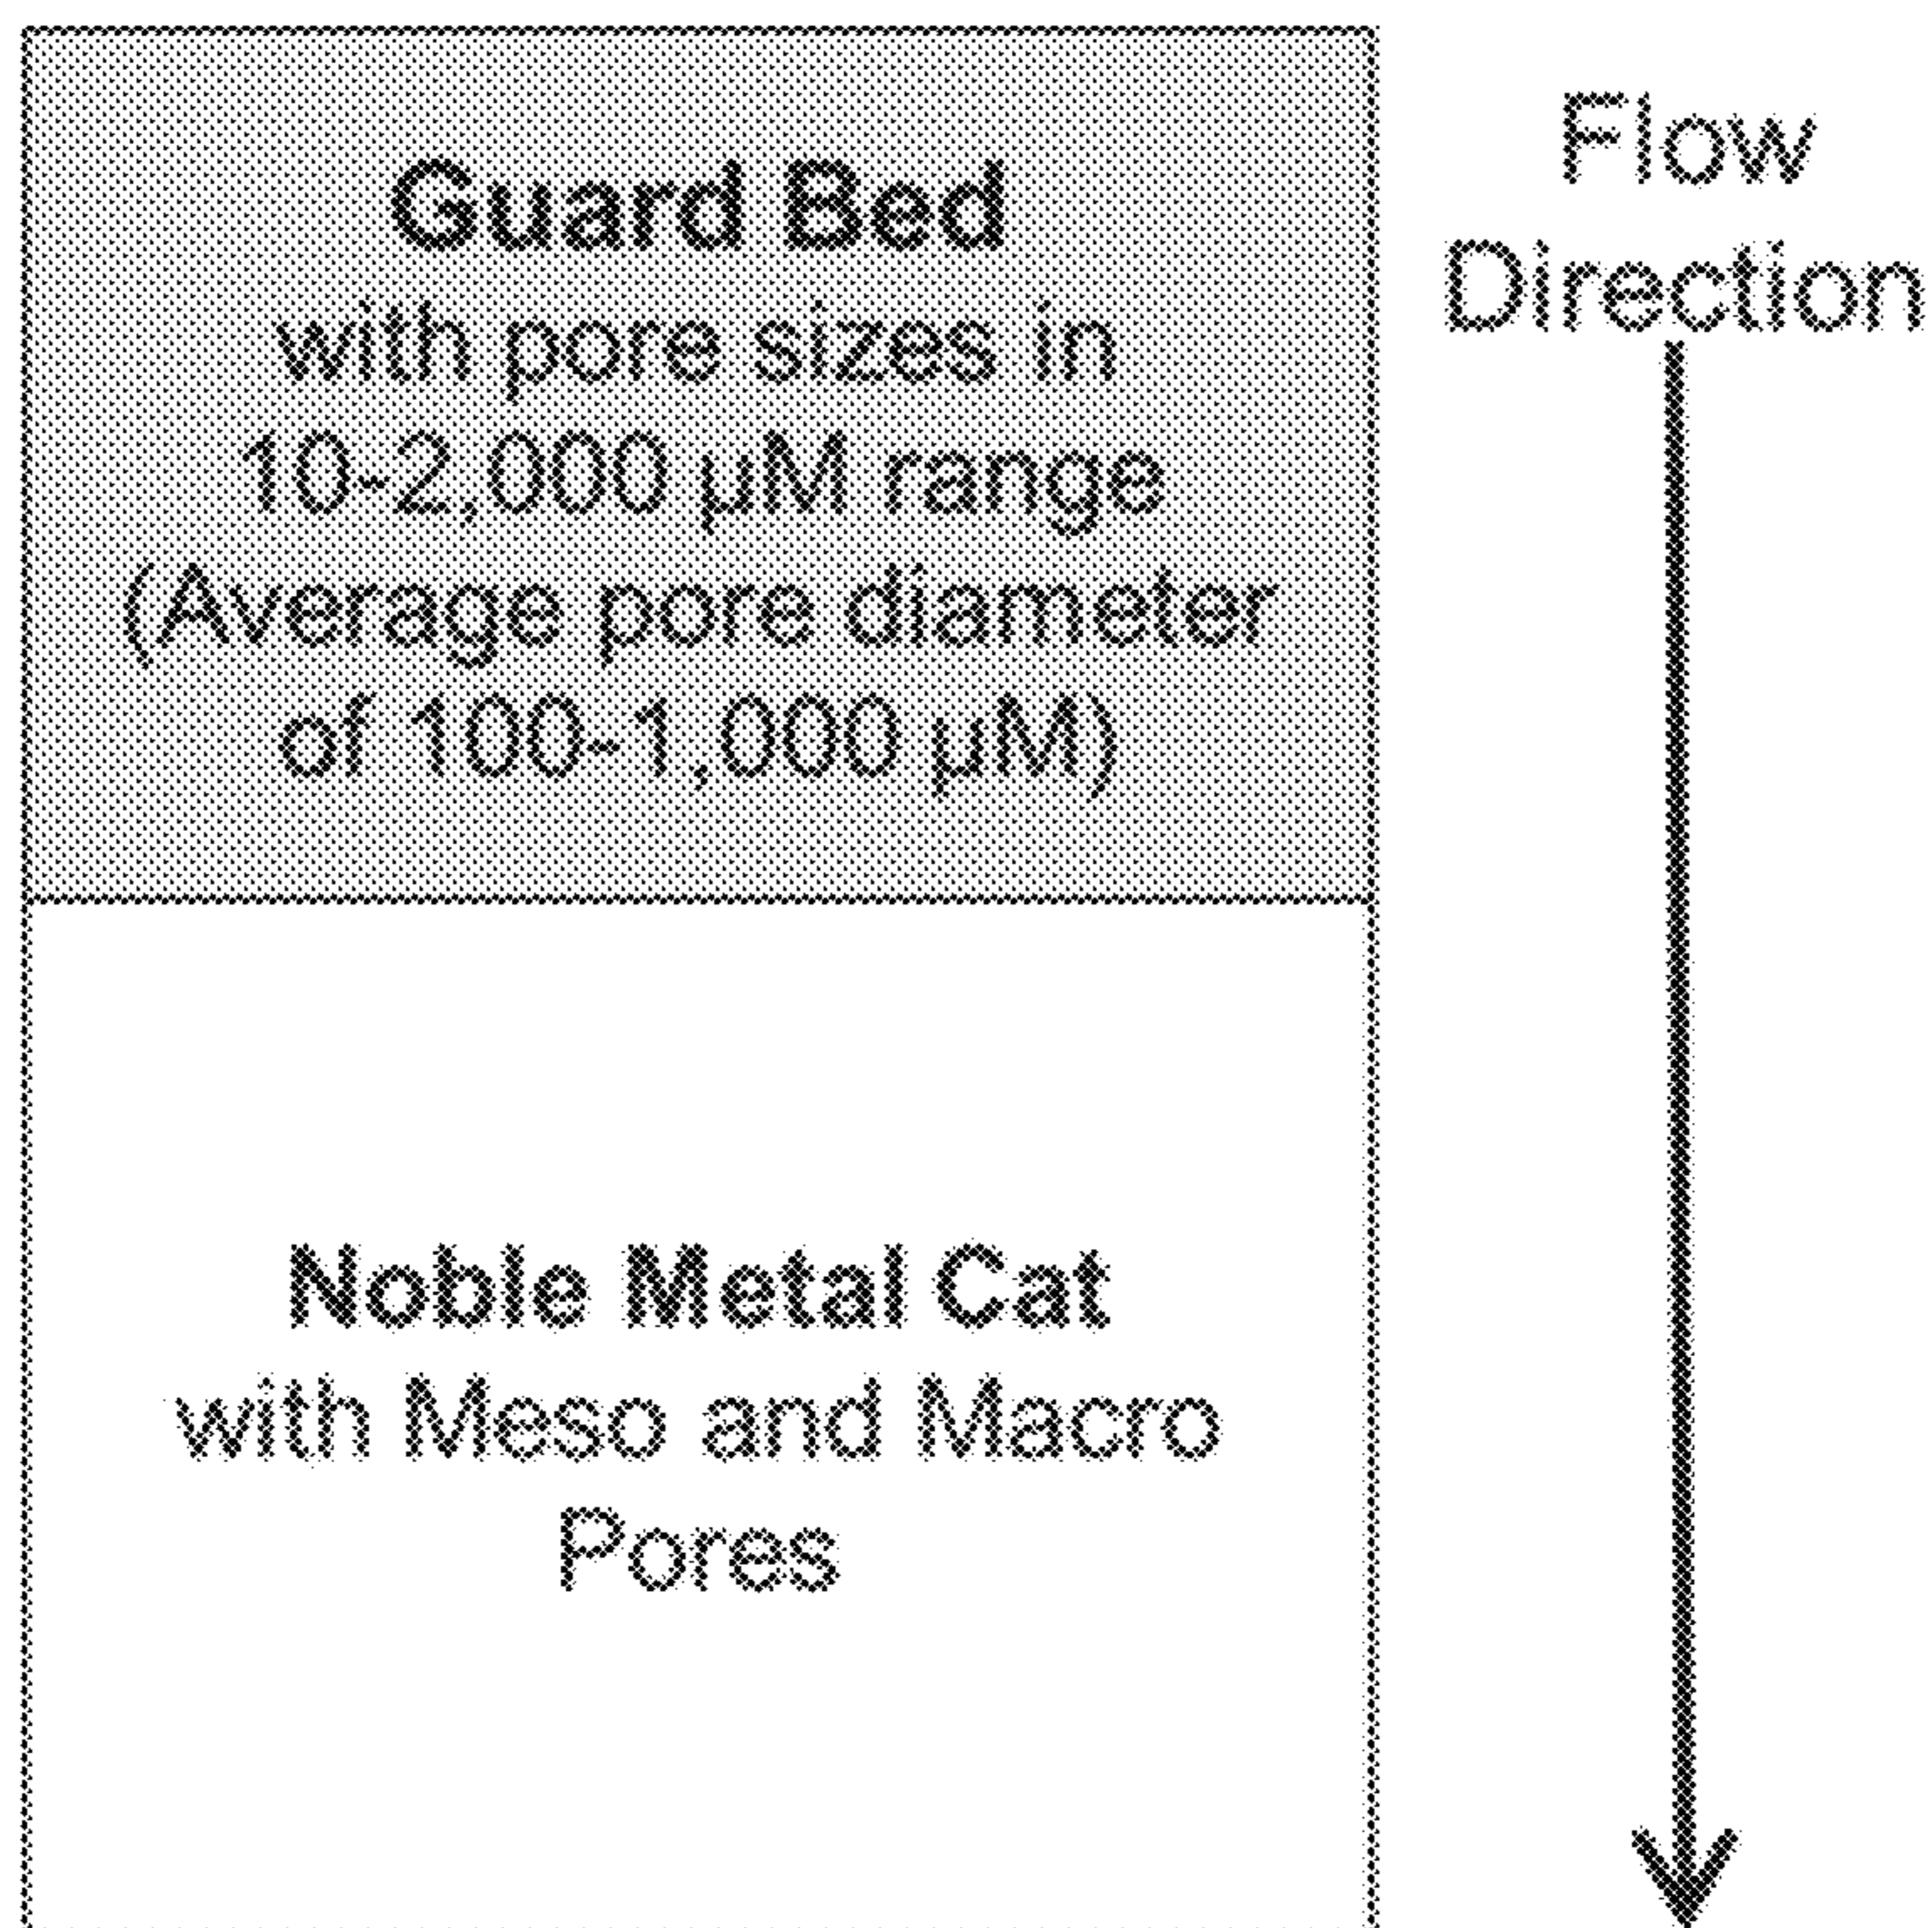 Guard Bed
with pore sizes in
10-2,000 µM range
(Average pore diameter
of 100-1,000 µM)
Flow
Direction
Noble Metal Cat
with Meso and Macro
Pores